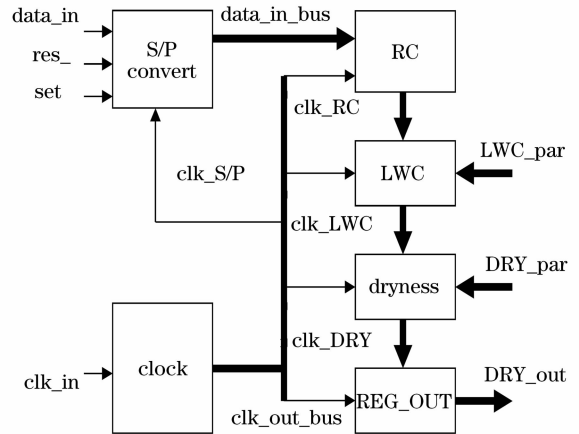 data_in
res_
set
S/P
convert
data_in_bus
RC
clk_RC
clk_S/P
LWC
LWC_par
clk_LWC
dryness
DRY_par
clk_DRY
clk_in
clock
clk_out_bus
REG_OUT
DRY_out